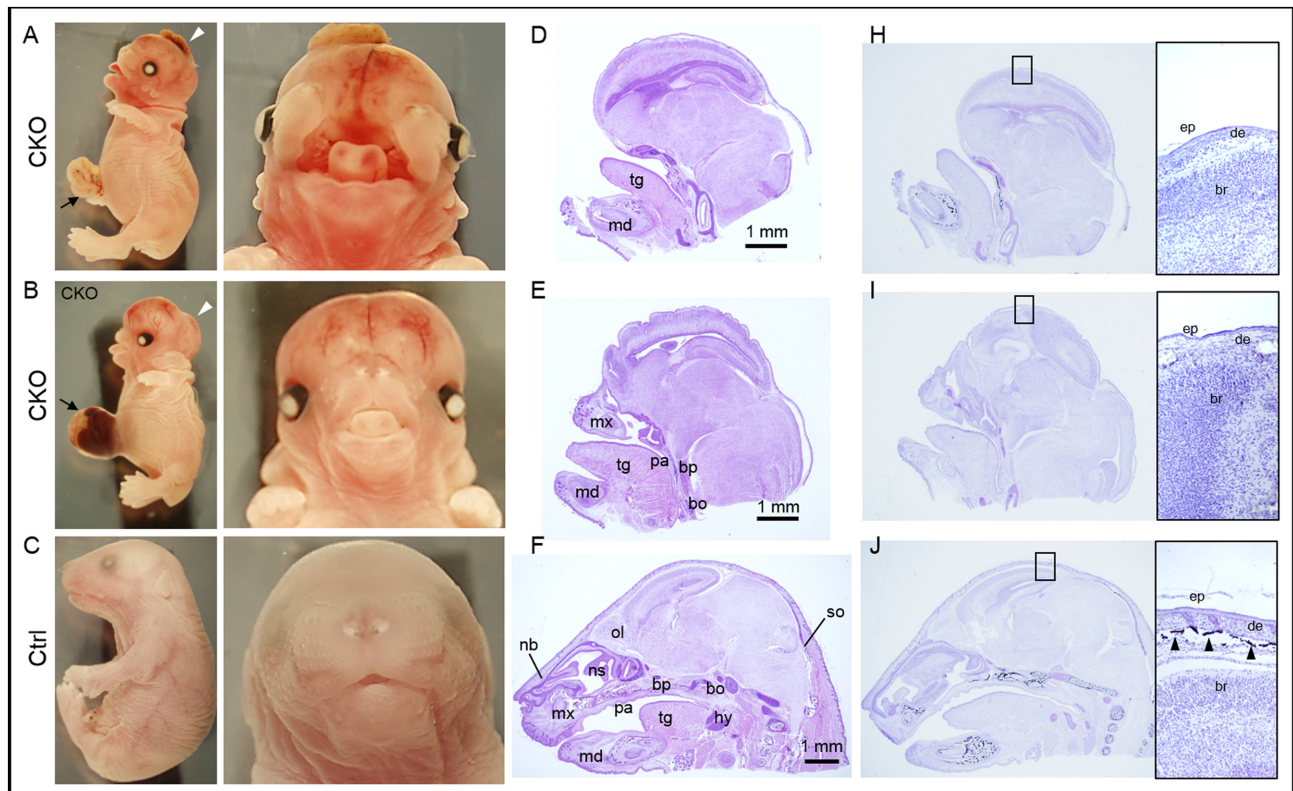 A
CKO
B
CKO
CKO
C
Ctrl
D
tg
md
1 mm
E
mx
tg
pa
bp
md
bo
1 mm
F
nb
ol
so
ns
bp
bo
mx
pa
tg
hy
md
1 mm
H
ep
de
br
I
ep
de
br
J
ep
de
br